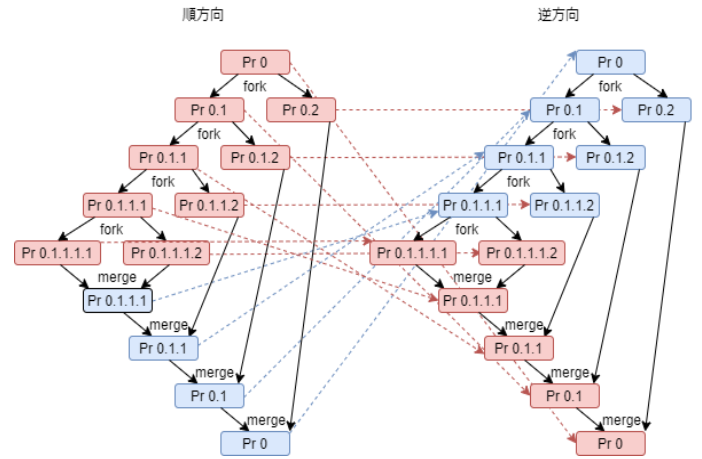 順方向 逆方向
Pr 0 Pr 0
fork fork
Pr 0.1 Pr 0.2 Pr 0.1 Pr 0.2
fork fork
Pr 0.1.1 Pr 0.1.2 Pr 0.1.1 Pr 0.1.2
fork fork
Pr 0.1.1.1 Pr 0.1.1.2 Pr 0.1.1.1 Pr 0.1.1.2
fork fork
Pr 0.1.1.1.1 Pr 0.1.1.1.2 Pr 0.1.1.1.1 Pr 0.1.1.1.2
merge merge
Pr 0.1.1.1 Pr 0.1.1.1
merge merge
Pr 0.1.1 Pr 0.1.1
merge merge
Pr 0.1 Pr 0.1
merge merge
Pr 0 Pr 0